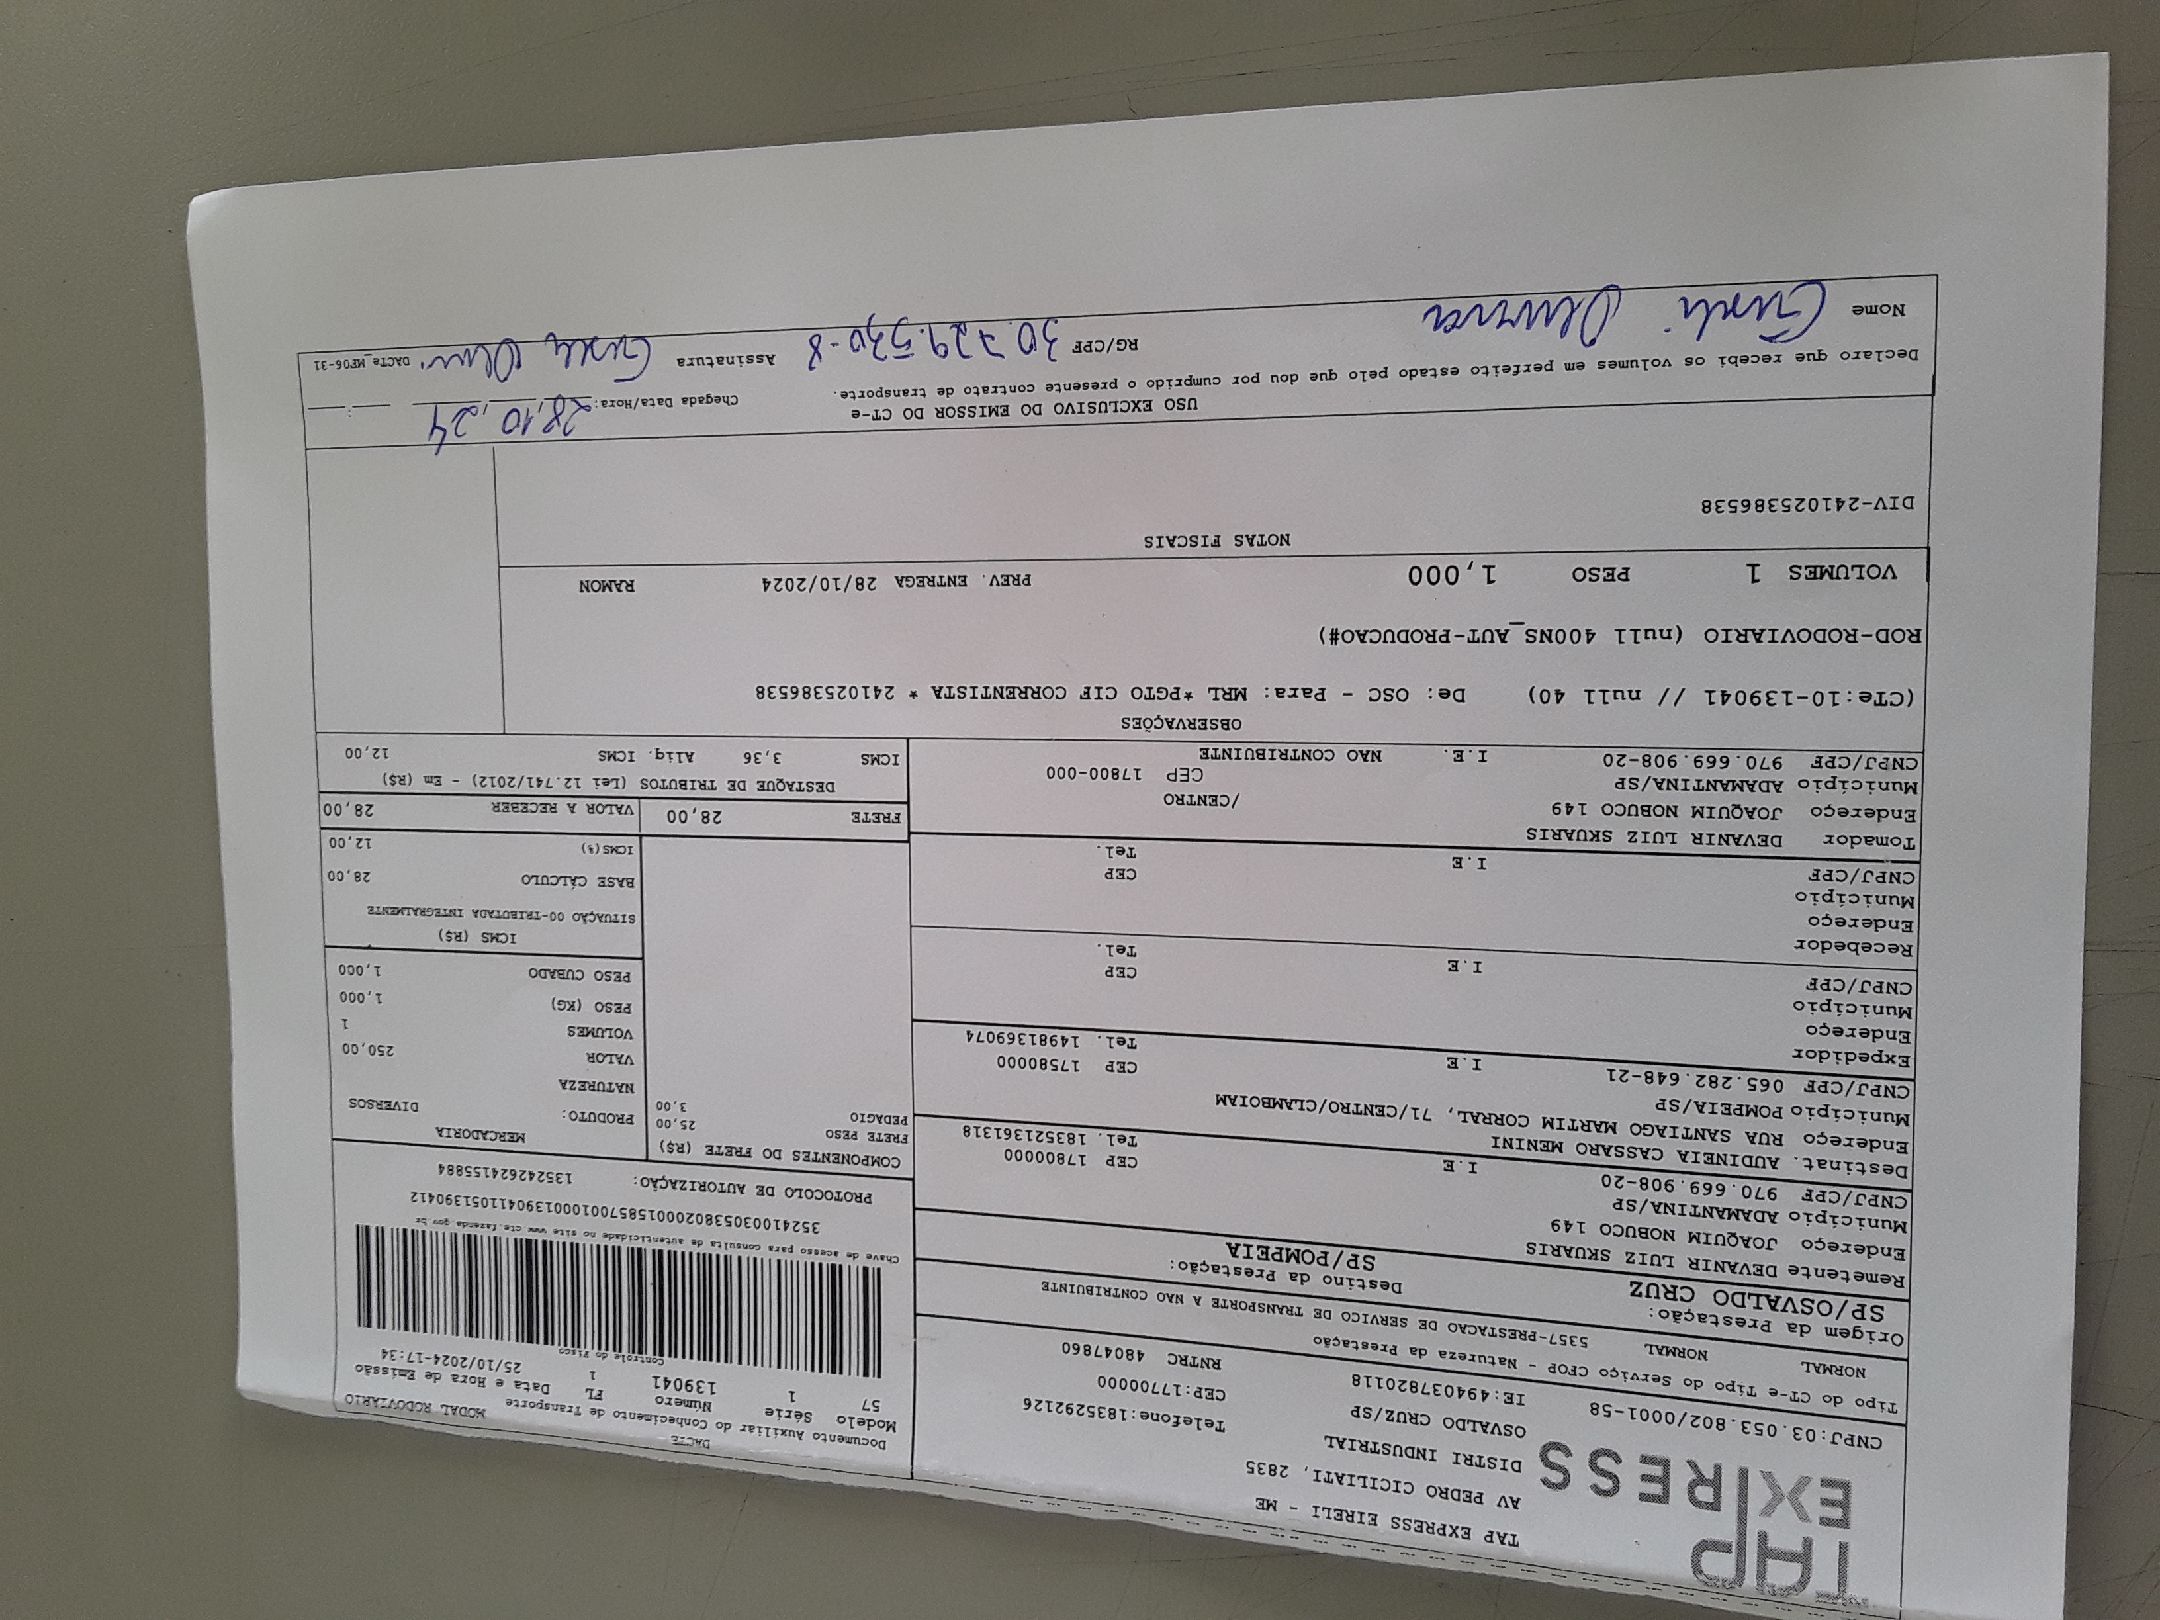 TAP
EXPRESS
TAP EXPRESS EIRELI - ME
AV PEDRO CICILIATI, 2835
DISTRI INDUSTRIAL
OSVALDO CRUZ/SP
Telefone:1835292126
CEP:17700000
CNPJ:03.053.802/0001-58
IE:494037820118
RNTRC 48047860
DACTE
Documento Auxiliar do Conhecimento de Transporte MODAL RODOVIÁRIO
Modelo Série Número FL Data e Hora de Emissão
57 1 139041 1 25/10/2024-17:34
Controle do Fisco
Chave de acesso para consulta de autenticidade no site www.cte.fazenda.gov.br
35241003053802000158570010001390411051390412
PROTOCOLO DE AUTORIZAÇÃO: 135242624155884
Tipo do CT-e Tipo do Serviço CFOP - Natureza da Prestação
NORMAL NORMAL 5357-PRESTACAO DE SERVICO DE TRANSPORTE A NAO CONTRIBUINTE
Origem da Prestação: Destino da Prestação:
SP/OSVALDO CRUZ SP/POMPEIA
Remetente DEVANIR LUIZ SKUARIS
Endereço JOAQUIM NOBUCO 149
Município ADAMANTINA/SP CEP 17800000
CNPJ/CPF 970.669.908-20 I.E Tel. 183521361318
Destinat. AUDINEIA CASSARO MENINI
Endereço RUA SANTIAGO MARTIM CORRAL, 71/CENTRO/CLAMBOIAM
Município POMPEIA/SP CEP 17580000
CNPJ/CPF 065.282.648-21 I.E Tel. 14981369074
Expedidor
Endereço
Município CEP
CNPJ/CPF I.E Tel.
Recebedor
Endereço
Município CEP
CNPJ/CPF I.E Tel.
Tomador DEVANIR LUIZ SKUARIS
Endereço JOAQUIM NOBUCO 149 /CENTRO
Município ADAMANTINA/SP CEP 17800-000
CNPJ/CPF 970.669.908-20 I.E. NAO CONTRIBUINTE
COMPONENTES DO FRETE (R$)
FRETE PESO 25,00
PEDAGIO 3,00
MERCADORIA
PRODUTO: DIVERSOS
NATUREZA
VALOR 250,00
VOLUMES 1
PESO (KG) 1,000
PESO CUBADO 1,000
ICMS (R$)
SITUAÇÃO 00-TRIBUTADA INTEGRALMENTE
BASE CÁLCULO 28,00
ICMS(%) 12,00
FRETE 28,00 VALOR A RECEBER 28,00
DESTAQUE DE TRIBUTOS (Lei 12.741/2012) - Em (R$)
ICMS 3,36 Aliq. ICMS 12,00
OBSERVAÇÕES
(CTe:10-139041 // null 40) De: OSC - Para: MRL *PGTO CIF CORRENTISTA * 241025386538
ROD-RODOVIARIO (null 400NS_AUT-PRODUCAO#)
VOLUMES 1 PESO 1,000 PREV. ENTREGA 28/10/2024 RAMON
NOTAS FISCAIS
DIV-241025386538
USO EXCLUSIVO DO EMISSOR DO CT-e
Chegada Data/Hora: 28,10,24
Declaro que recebi os volumes em perfeito estado pelo que dou por cumprido o presente contrato de transporte.
Nome RG/CPF 30.729.530-8 Assinatura DACTe_MF06-31